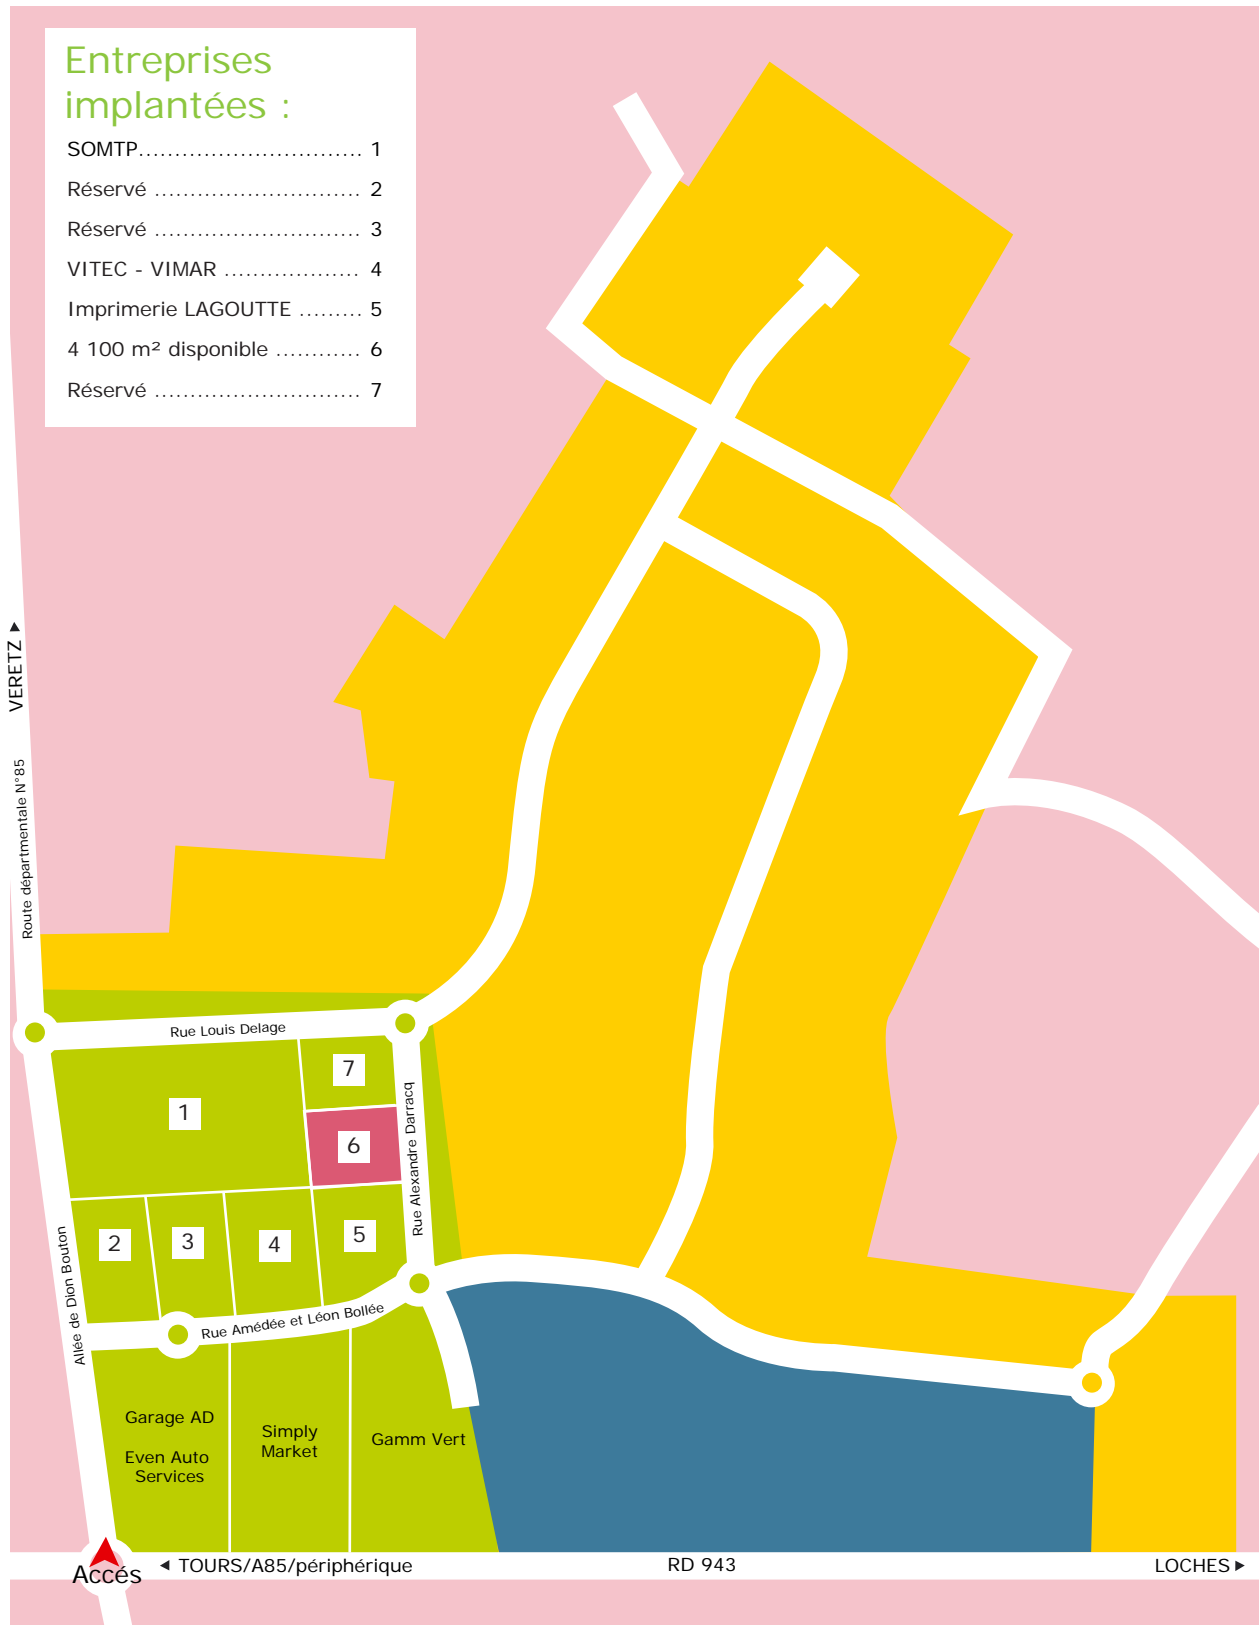 Entreprises
implantées :
SOMTP............................... 1
Réservé ............................. 2
Réservé ............................. 3
VITEC - VIMAR ................... 4
Imprimerie LAGOUTTE ......... 5
4 100 m² disponible ............ 6
Réservé ............................. 7
VERETZ ▸
Route départmentale N°85
Rue Louis Delage
7
1
6
Rue Alexandre Darracq
2
3
4
5
Allée de Dion Bouton
Rue Amédée et Léon Bollée
Garage AD
Even Auto
Services
Simply
Market
Gamm Vert
Accés
◂ TOURS/A85/périphérique
RD 943
LOCHES ▸